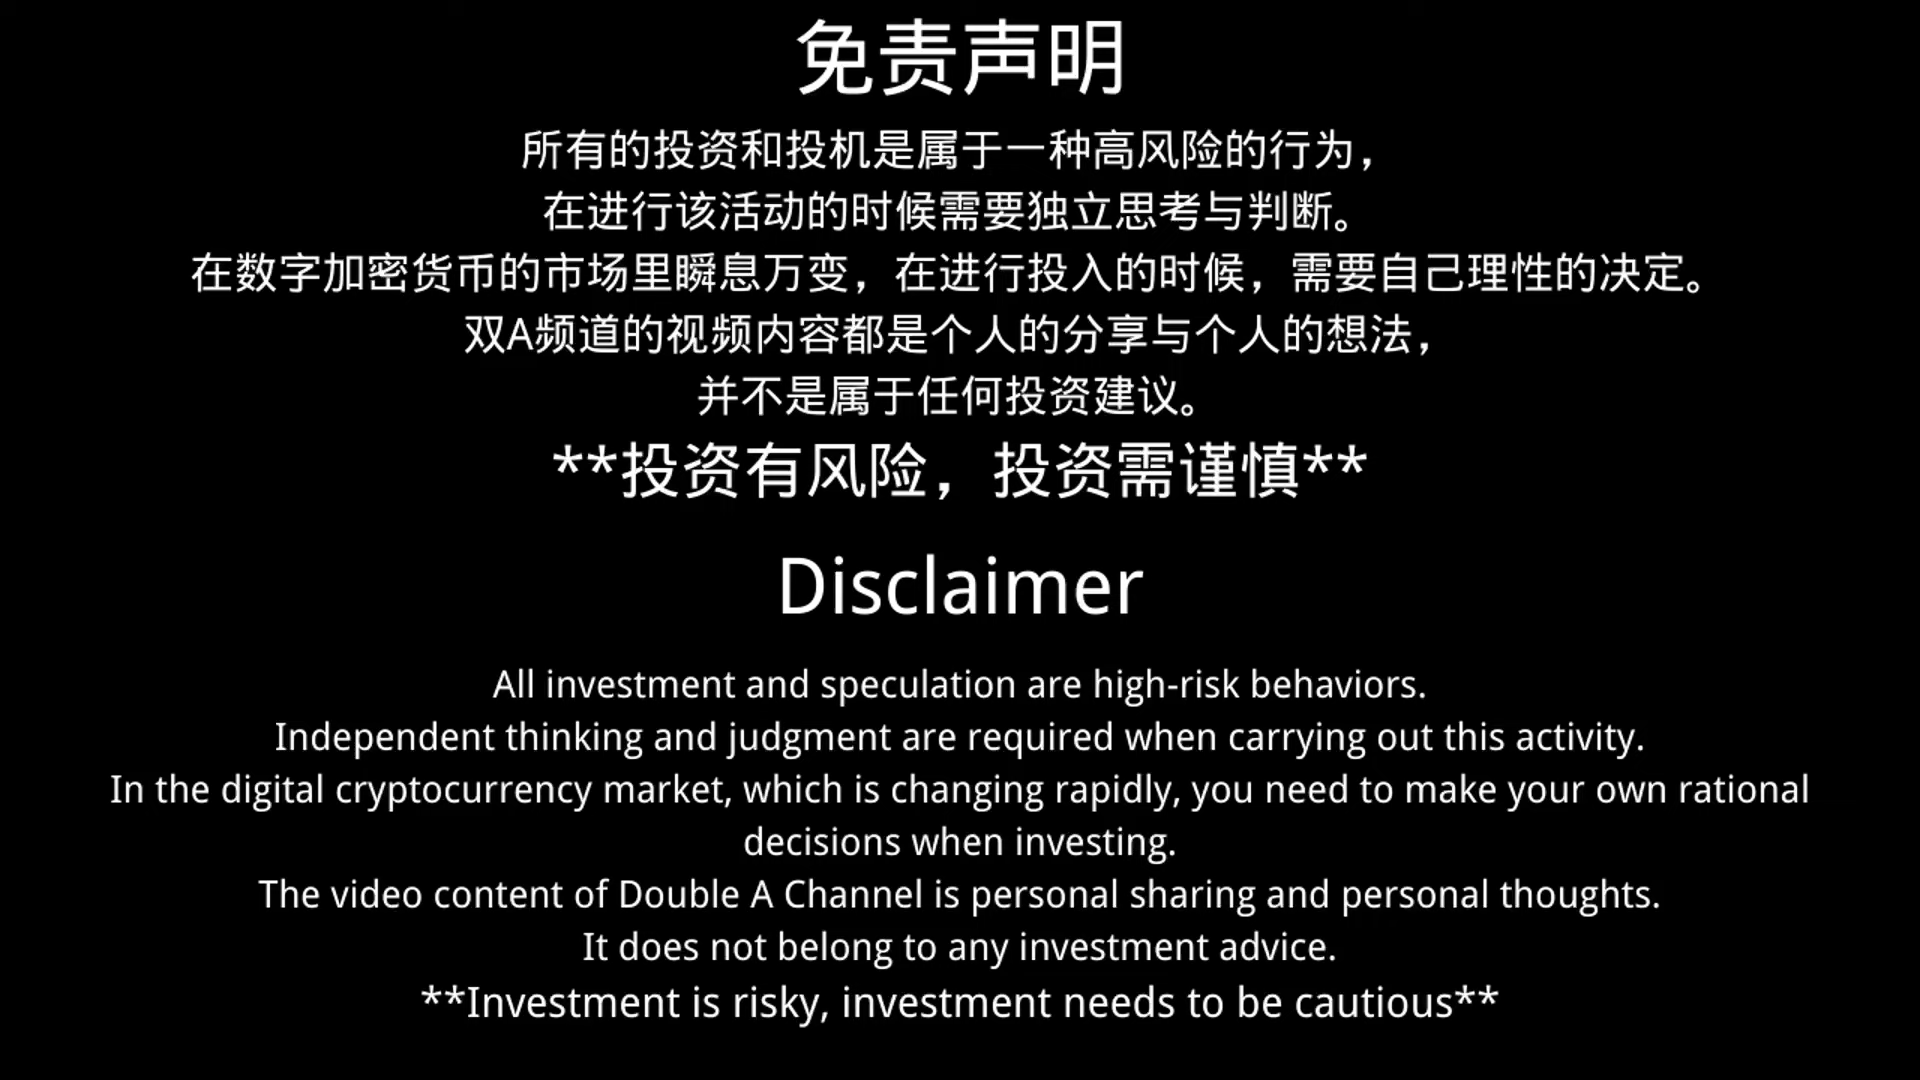 免责声明
所有的投资和投机是属于一种高风险的行为，
在进行该活动的时候需要独立思考与判断。
在数字加密货币的市场里瞬息万变，在进行投入的时候，需要自己理性的决定。
双A频道的视频内容都是个人的分享与个人的想法，
并不是属于任何投资建议。
**投资有风险，投资需谨慎**
Disclaimer
All investment and speculation are high-risk behaviors.
Independent thinking and judgment are required when carrying out this activity.
In the digital cryptocurrency market, which is changing rapidly, you need to make your own rational
decisions when investing.
The video content of Double A Channel is personal sharing and personal thoughts.
It does not belong to any investment advice.
**Investment is risky, investment needs to be cautious**